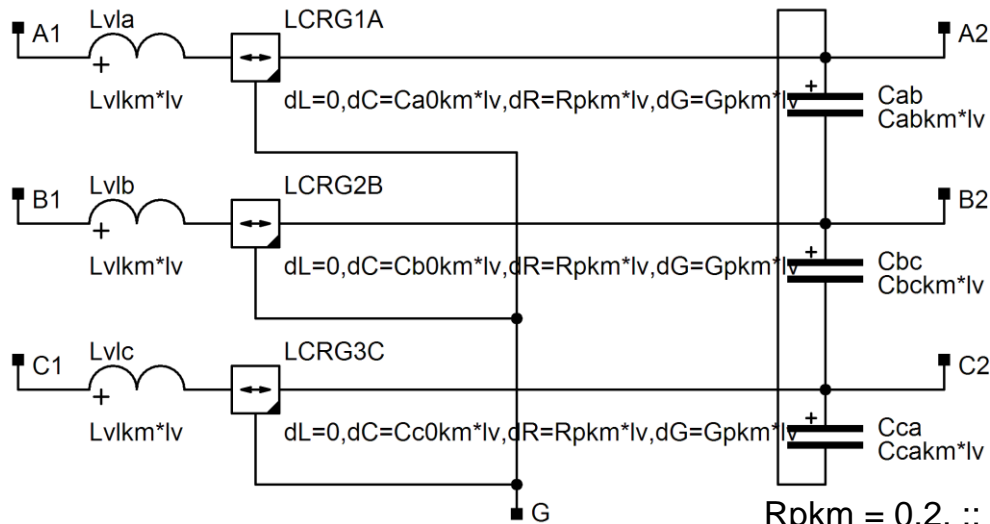 A1 Lvla LCRG1A A2
+
Lvlkm*lv dL=0,dC=Ca0km*lv,dR=Rpkm*lv,dG=Gpkm*lv
+ Cab
Cabkm*lv
B1 Lvlb LCRG2B B2
+
Lvlkm*lv dL=0,dC=Cb0km*lv,dR=Rpkm*lv,dG=Gpkm*lv
+ Cbc
Cbckm*lv
C1 Lvlc LCRG3C C2
+
Lvlkm*lv dL=0,dC=Cc0km*lv,dR=Rpkm*lv,dG=Gpkm*lv
+ Cca
Ccakm*lv
G
Rpkm = 0.2, ::